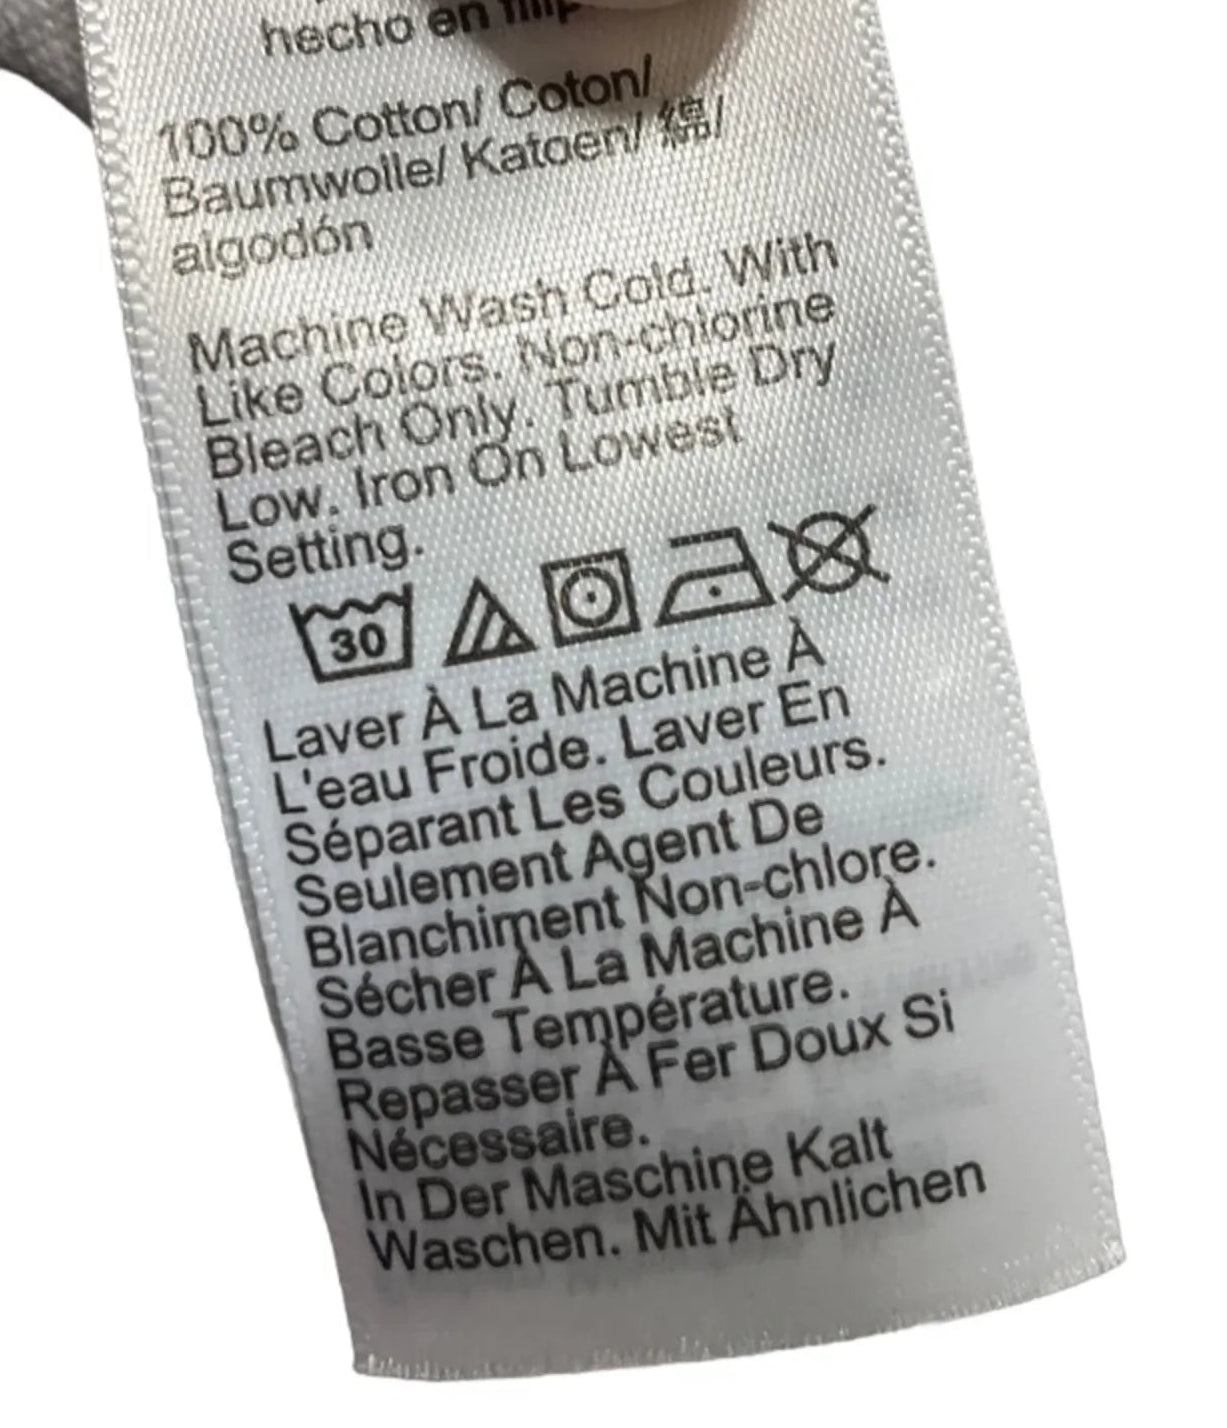 hecho en filip
100% Cotton/ Coton/
Baumwolle/ Katoen/ 綿/
algodón
Machine Wash Cold. With
Like Colors. Non-chlorine
Bleach Only. Tumble Dry
Low. Iron On Lowest
Setting.
30
Laver À La Machine À
L'eau Froide. Laver En
Séparant Les Couleurs.
Seulement Agent De
Blanchiment Non-chlore.
Sécher À La Machine À
Basse Température.
Repasser À Fer Doux Si
Nécessaire.
In Der Maschine Kalt
Waschen. Mit Ähnlichen